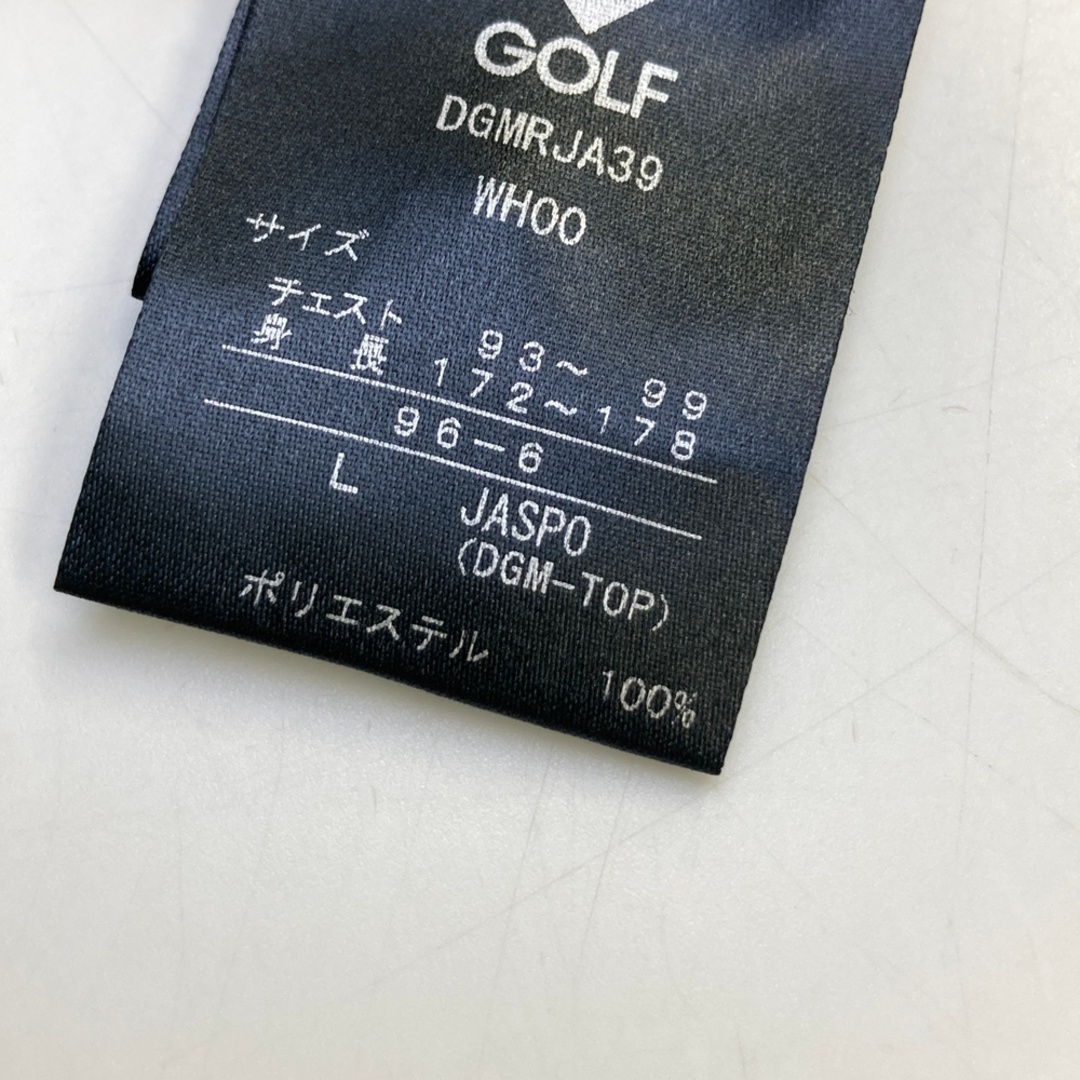 GOLF
DGMRJA39
WH00
サイズ
チェスト 93～ 99
身 長 172～178
96-6
L JASPO
(DGM-TOP)
ポリエステル 100%